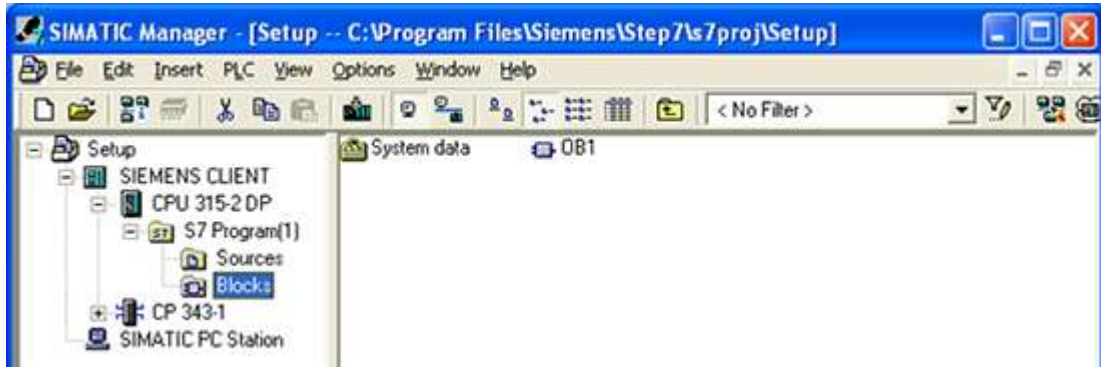 SIMATIC Manager - [Setup -- C:\Program Files\Siemens\Step7\s7proj\Setup]
File Edit Insert PLC View Options Window Help
< No Filter >
Setup
SIEMENS CLIENT
CPU 315-2 DP
S7 Program(1)
Sources
Blocks
CP 343-1
SIMATIC PC Station
System data OB1